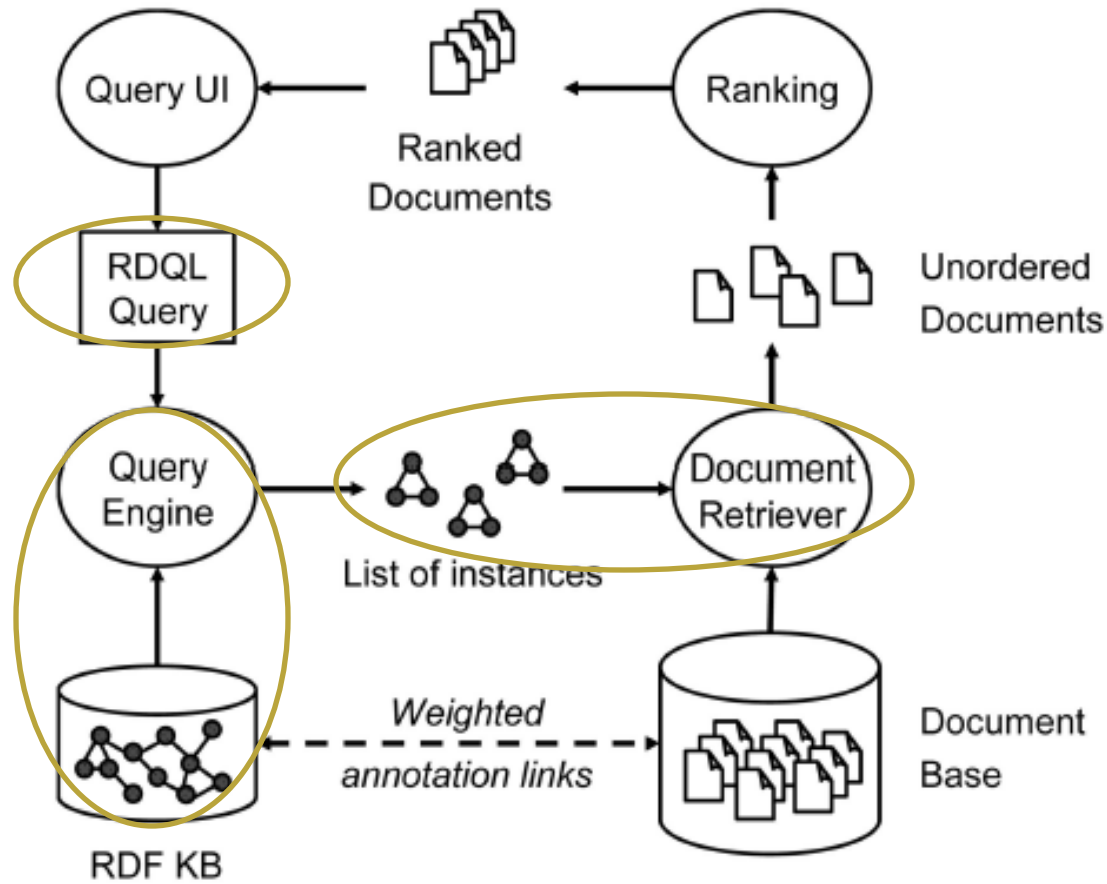 Query UI
Ranked
Documents
Ranking
RDQL
Query
Unordered
Documents
Query
Engine
List of instances
Document
Retriever
Weighted
annotation links
Document
Base
RDF KB